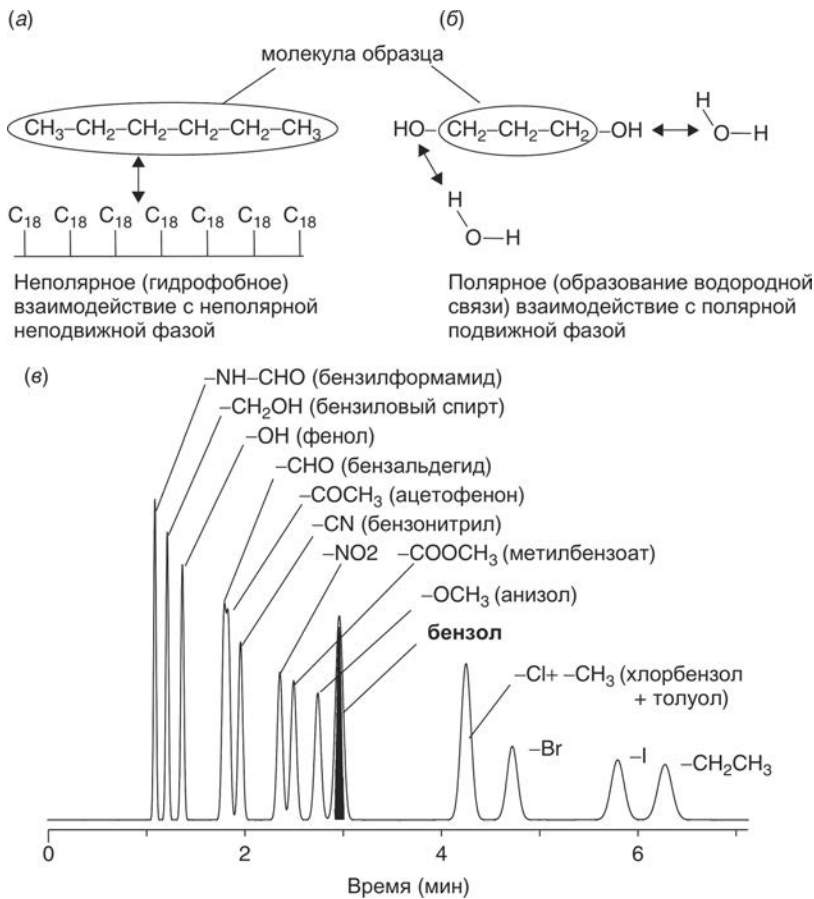 (а)
(б)
молекула образца
CH₃–CH₂–CH₂–CH₂–CH₂–CH₃
HO– CH₂–CH₂–CH₂ –OH
H
O–H
H
O–H
C₁₈ C₁₈ C₁₈ C₁₈ C₁₈ C₁₈ C₁₈
Неполярное (гидрофобное)
взаимодействие с неполярной
неподвижной фазой
Полярное (образование водородной
связи) взаимодействие с полярной
подвижной фазой
(в)
–NH–CHO (бензилформамид)
–CH₂OH (бензиловый спирт)
–OH (фенол)
–CHO (бензальдегид)
–COCH₃ (ацетофенон)
–CN (бензонитрил)
–NO2 –COOCH₃ (метилбензоат)
–OCH₃ (анизол)
бензол
–Cl+ –CH₃ (хлорбензол
+ толуол)
–Br
–I
–CH₂CH₃
0 2 4 6
Время (мин)